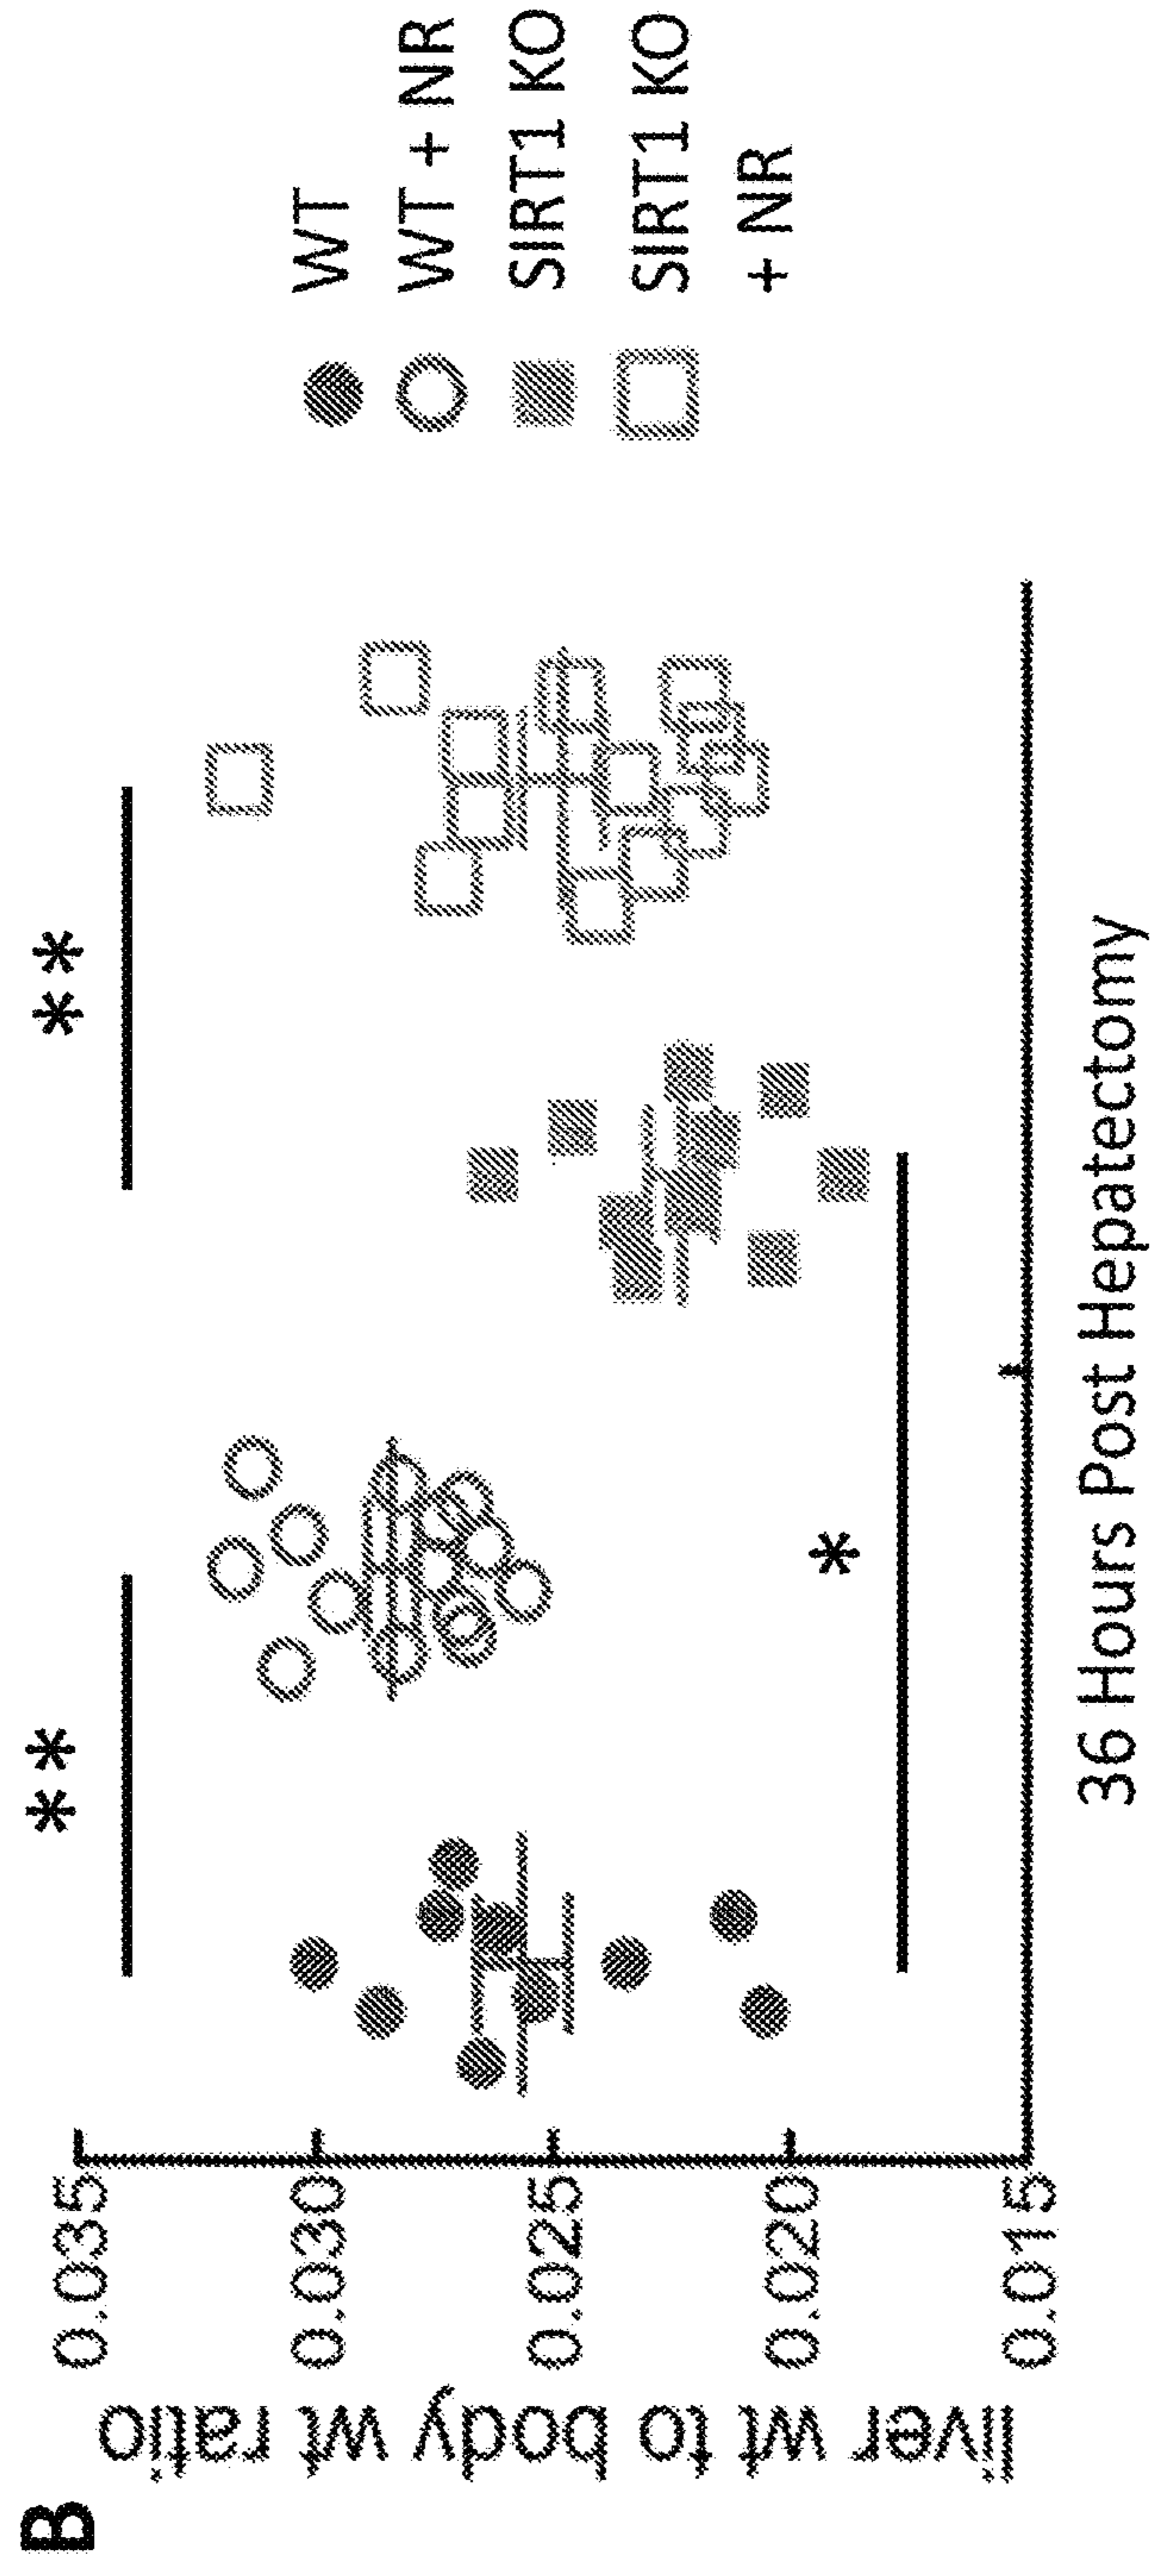 B
liver wt to body wt ratio
0.035
0.030
0.025
0.020
0.015
**
**
*
36 Hours Post Hepatectomy
WT
WT + NR
SIRT1 KO
SIRT1 KO
+ NR